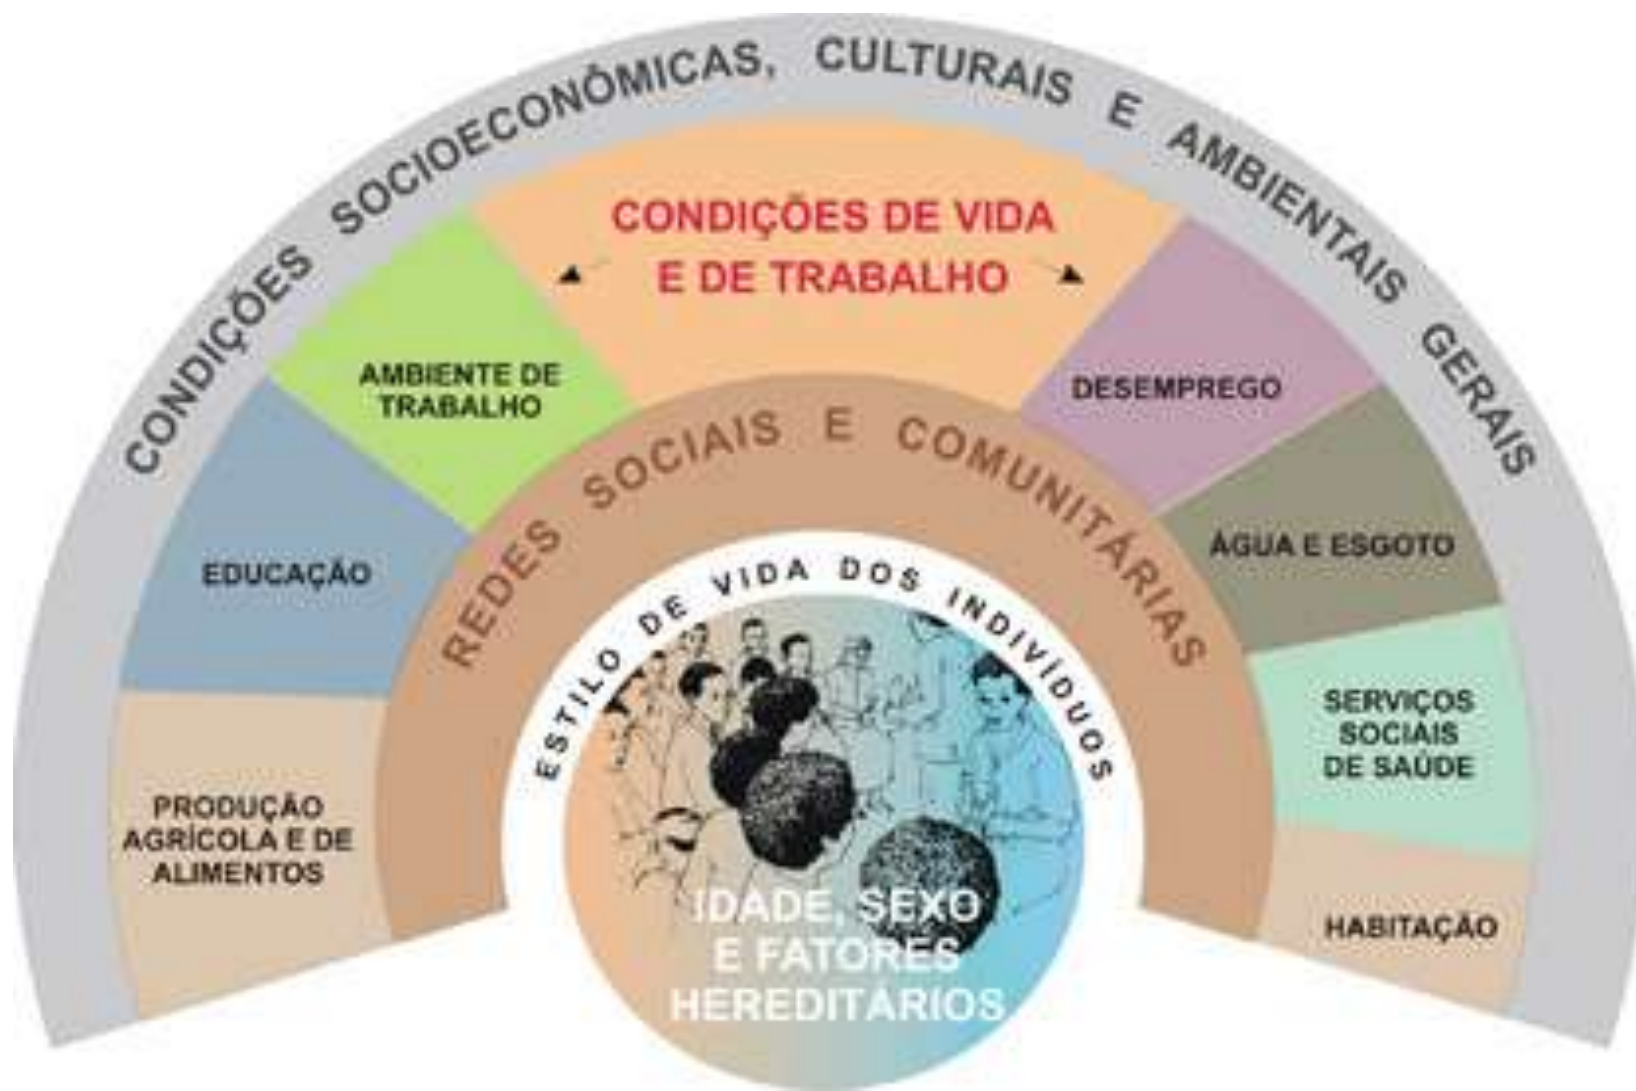 CONDIÇÕES SOCIOECONÔMICAS, CULTURAIS E AMBIENTAIS GERAIS
CONDIÇÕES DE VIDA
E DE TRABALHO
AMBIENTE DE
TRABALHO
DESEMPREGO
REDES SOCIAIS E COMUNITÁRIAS
EDUCAÇÃO
ÁGUA E ESGOTO
ESTILO DE VIDA DOS INDIVÍDUOS
SERVIÇOS
SOCIAIS
DE SAÚDE
PRODUÇÃO
AGRÍCOLA E DE
ALIMENTOS
HABITAÇÃO
IDADE, SEXO
E FATORES
HEREDITÁRIOS